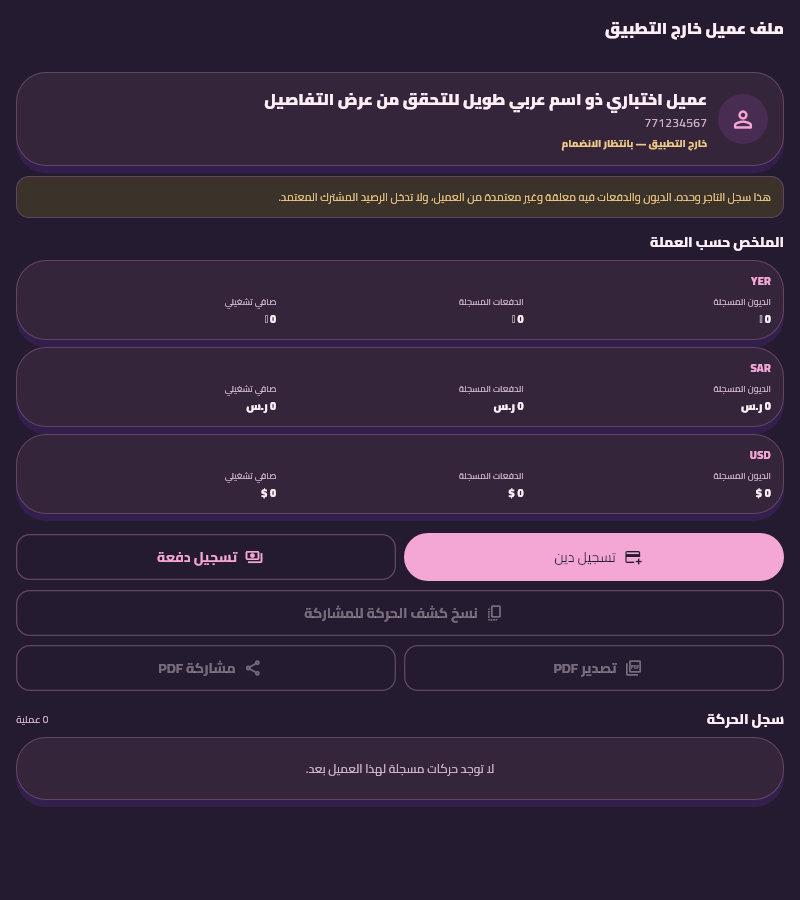 ملف عميل خارج التطبيق
عميل اختباري ذو اسم عربي طويل للتحقق من عرض التفاصيل
771234567
خارج التطبيق — بانتظار الانضمام
هذا سجل التاجر وحده. الديون والدفعات فيه معلقة وغير معتمدة من العميل، ولا تدخل الرصيد المشترك المعتمد.
الملخص حسب العملة
YER
الديون المسجلة الدفعات المسجلة صافي تشغيلي
0 0 0
SAR
الديون المسجلة الدفعات المسجلة صافي تشغيلي
0 ر.س 0 ر.س 0 ر.س
USD
الديون المسجلة الدفعات المسجلة صافي تشغيلي
0 $ 0 $ 0 $
تسجيل دين تسجيل دفعة
نسخ كشف الحركة للمشاركة
تصدير PDF مشاركة PDF
سجل الحركة 0 عملية
لا توجد حركات مسجلة لهذا العميل بعد.